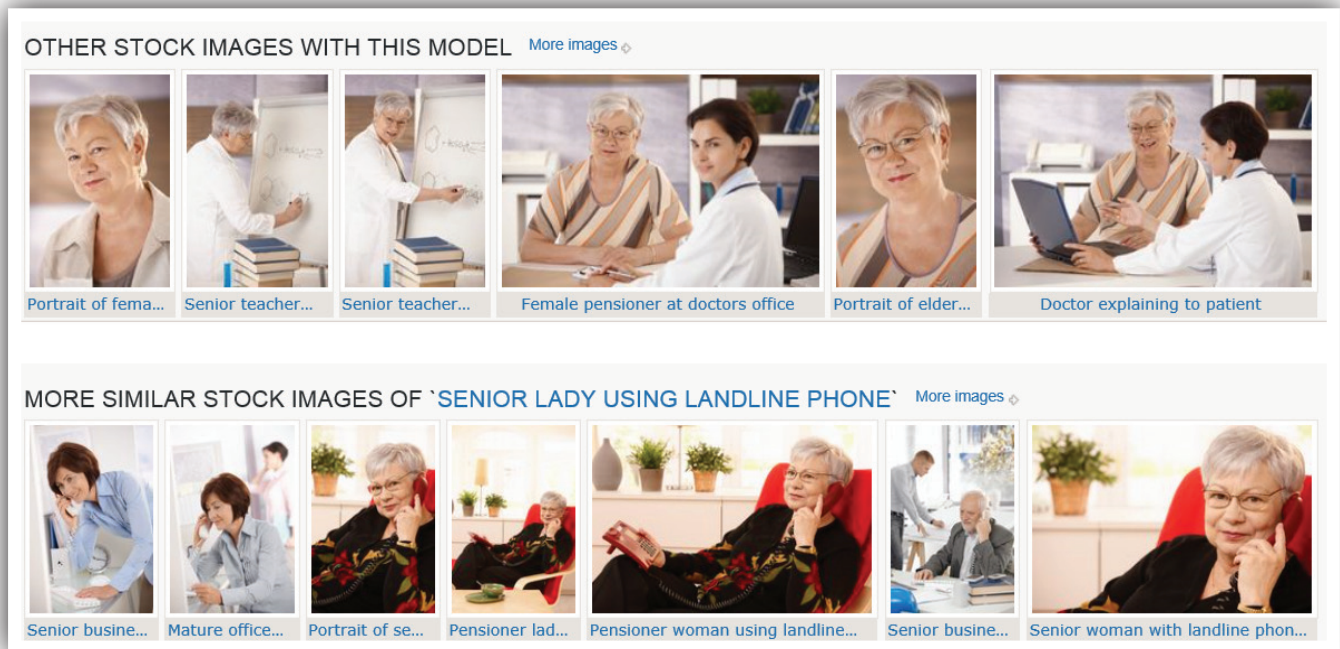 OTHER STOCK IMAGES WITH THIS MODEL More images
Portrait of fema... Senior teacher... Senior teacher... Female pensioner at doctors office Portrait of elder... Doctor explaining to patient
MORE SIMILAR STOCK IMAGES OF `SENIOR LADY USING LANDLINE PHONE` More images
Senior busine... Mature office... Portrait of se... Pensioner lad... Pensioner woman using landline... Senior busine... Senior woman with landline phon...